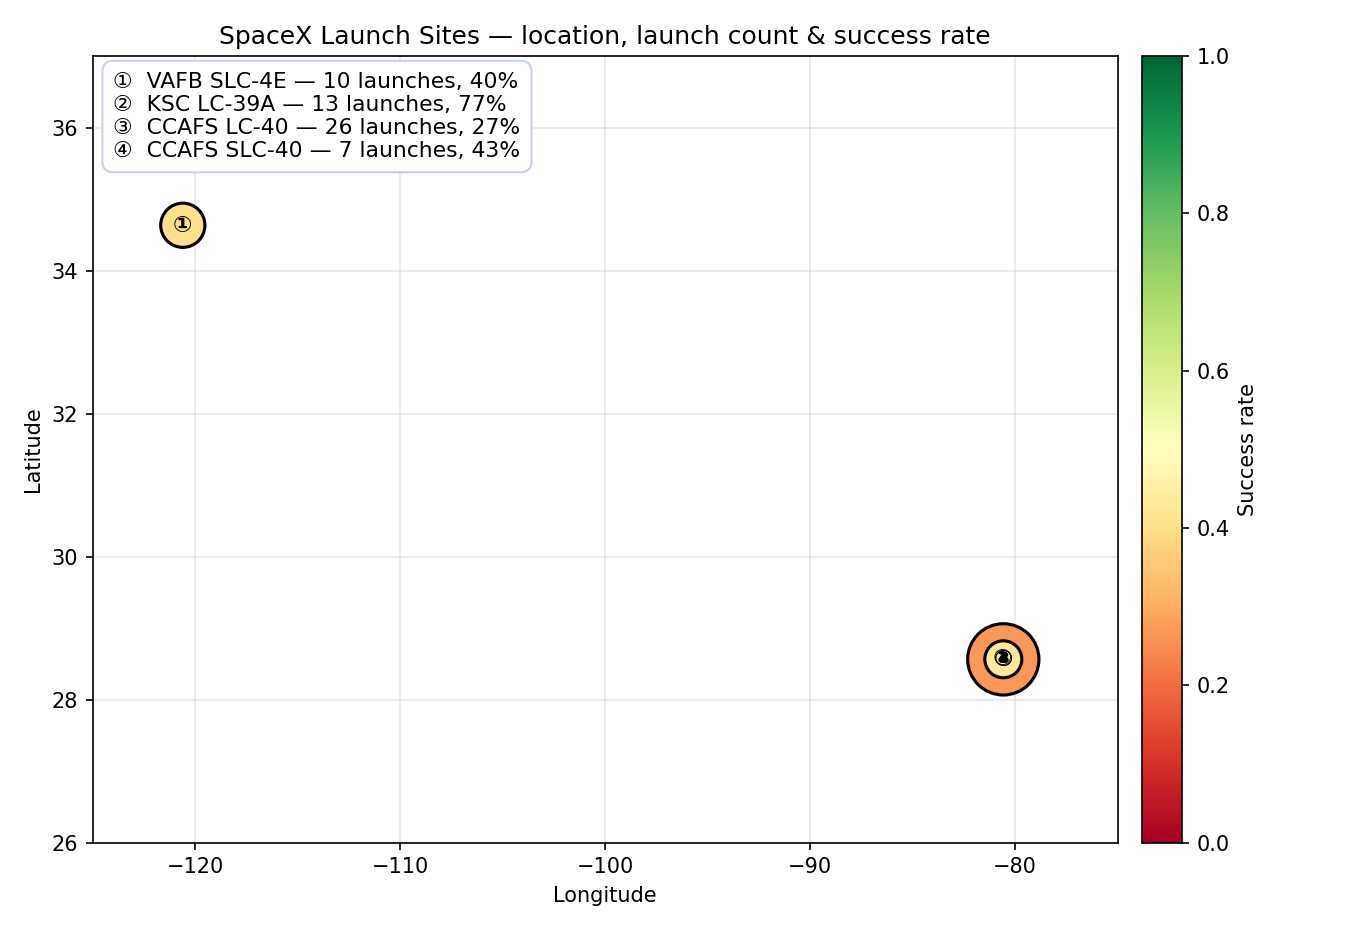 SpaceX Launch Sites — location, launch count & success rate
① VAFB SLC-4E — 10 launches, 40%
② KSC LC-39A — 13 launches, 77%
③ CCAFS LC-40 — 26 launches, 27%
④ CCAFS SLC-40 — 7 launches, 43%
①
36
34
32
30
28
26
Latitude
−120
−110
−100
−90
−80
Longitude
1.0
0.8
0.6
0.4
0.2
0.0
Success rate